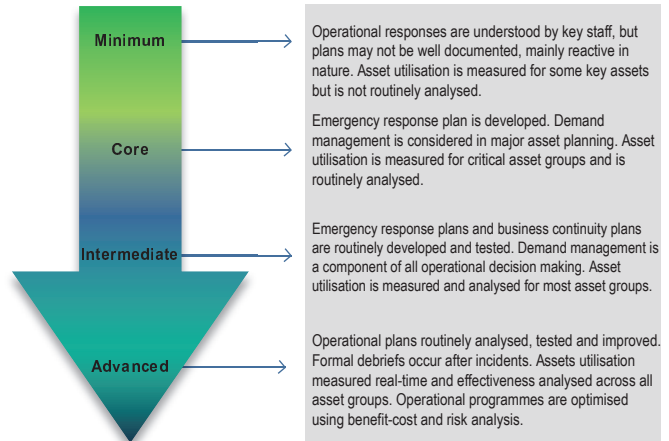 Minimum
Operational responses are understood by key staff, but
plans may not be well documented, mainly reactive in
nature. Asset utilisation is measured for some key assets
but is not routinely analysed.
Core
Emergency response plan is developed. Demand
management is considered in major asset planning. Asset
utilisation is measured for critical asset groups and is
routinely analysed.
Intermediate
Emergency response plans and business continuity plans
are routinely developed and tested. Demand management is
a component of all operational decision making. Asset
utilisation is measured and analysed for most asset groups.
Advanced
Operational plans routinely analysed, tested and improved.
Formal debriefs occur after incidents. Assets utilisation
measured real-time and effectiveness analysed across all
asset groups. Operational programmes are optimised
using benefit-cost and risk analysis.